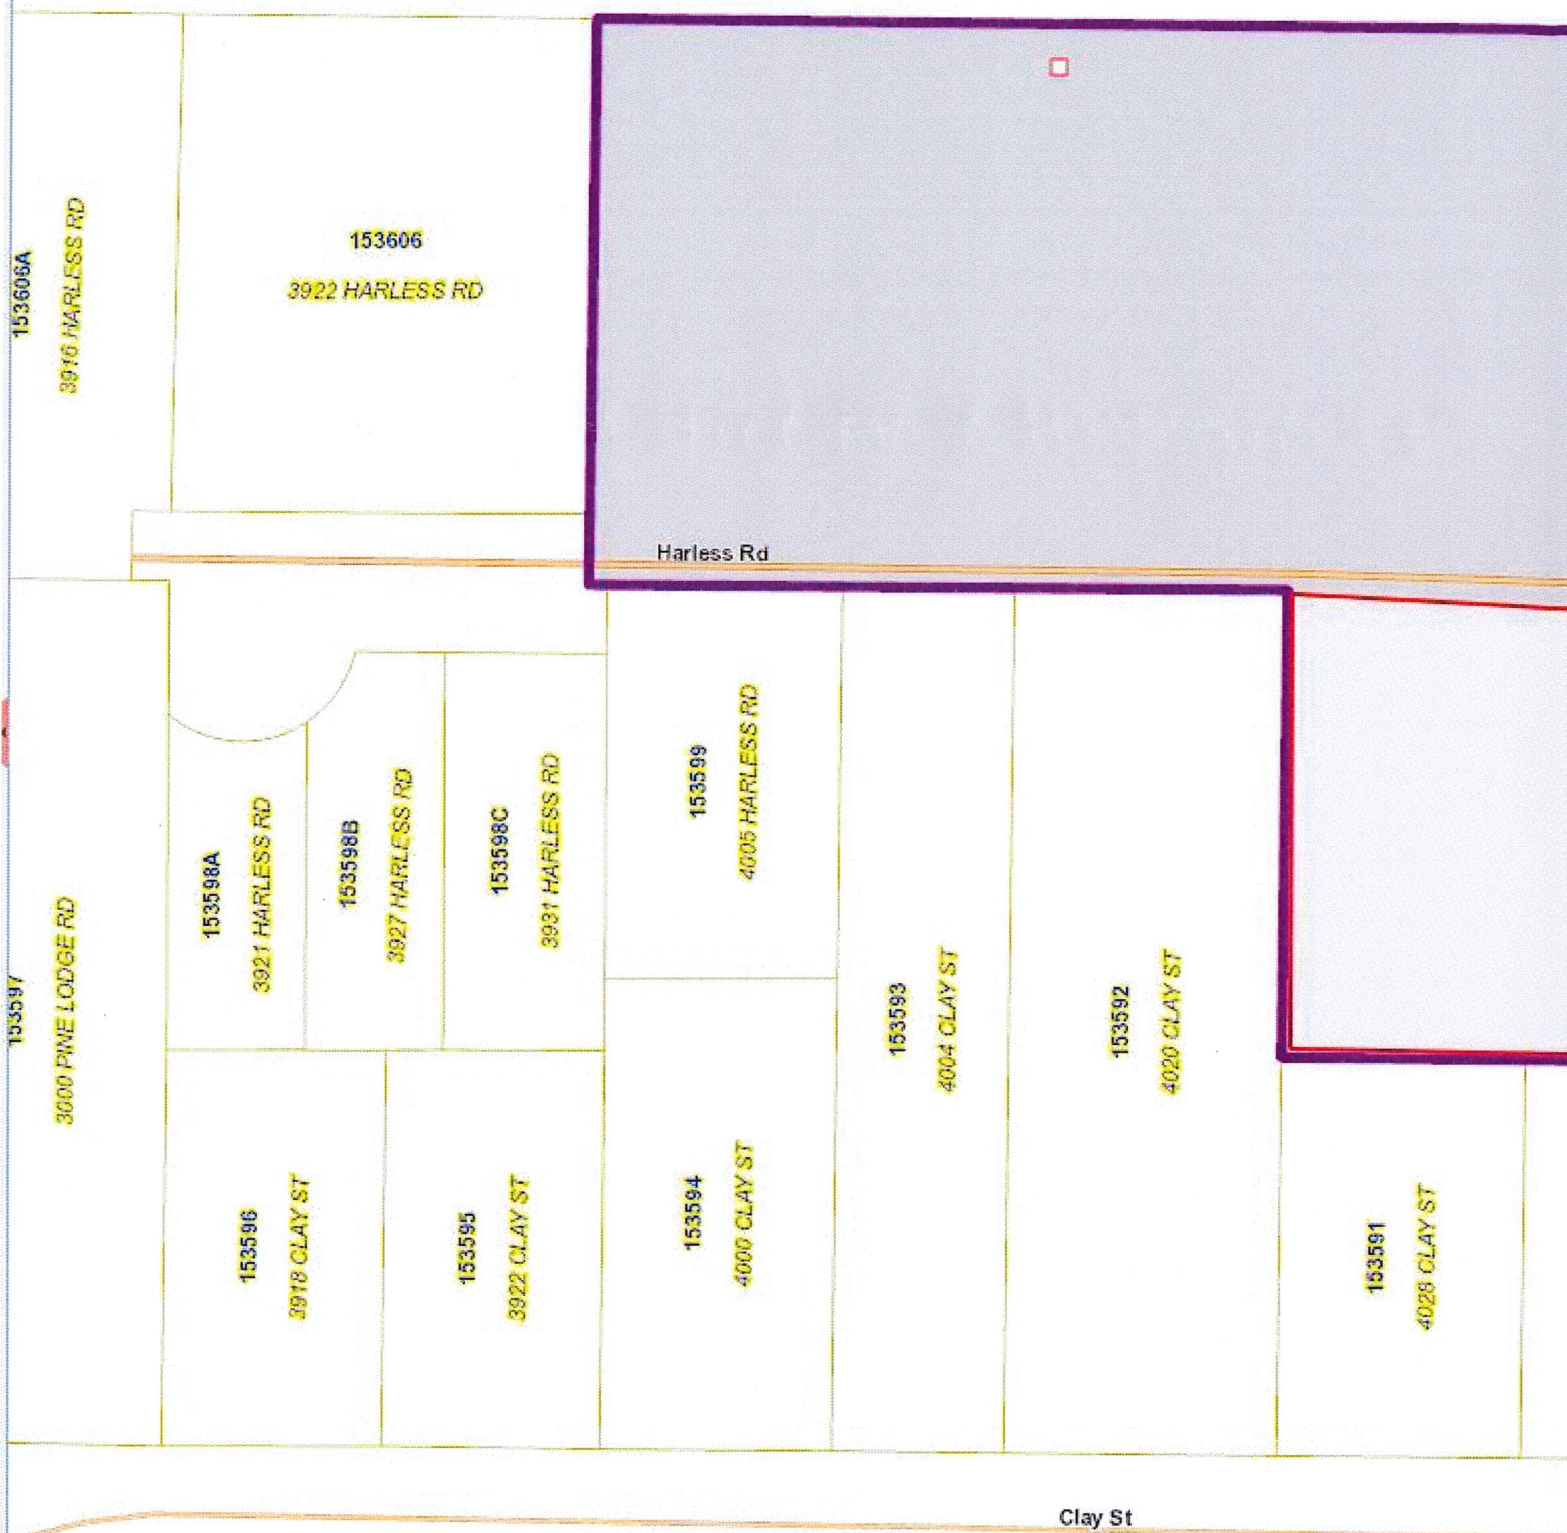 153606A
3916 HARLESS RD
153606
3922 HARLESS RD
Harless Rd
153597
3000 PINE LODGE RD
153598A
3921 HARLESS RD
153598B
3927 HARLESS RD
153598C
3931 HARLESS RD
153599
4005 HARLESS RD
153593
4004 CLAY ST
153592
4020 CLAY ST
153596
3918 CLAY ST
153595
3922 CLAY ST
153594
4000 CLAY ST
153591
4028 CLAY ST
Clay St